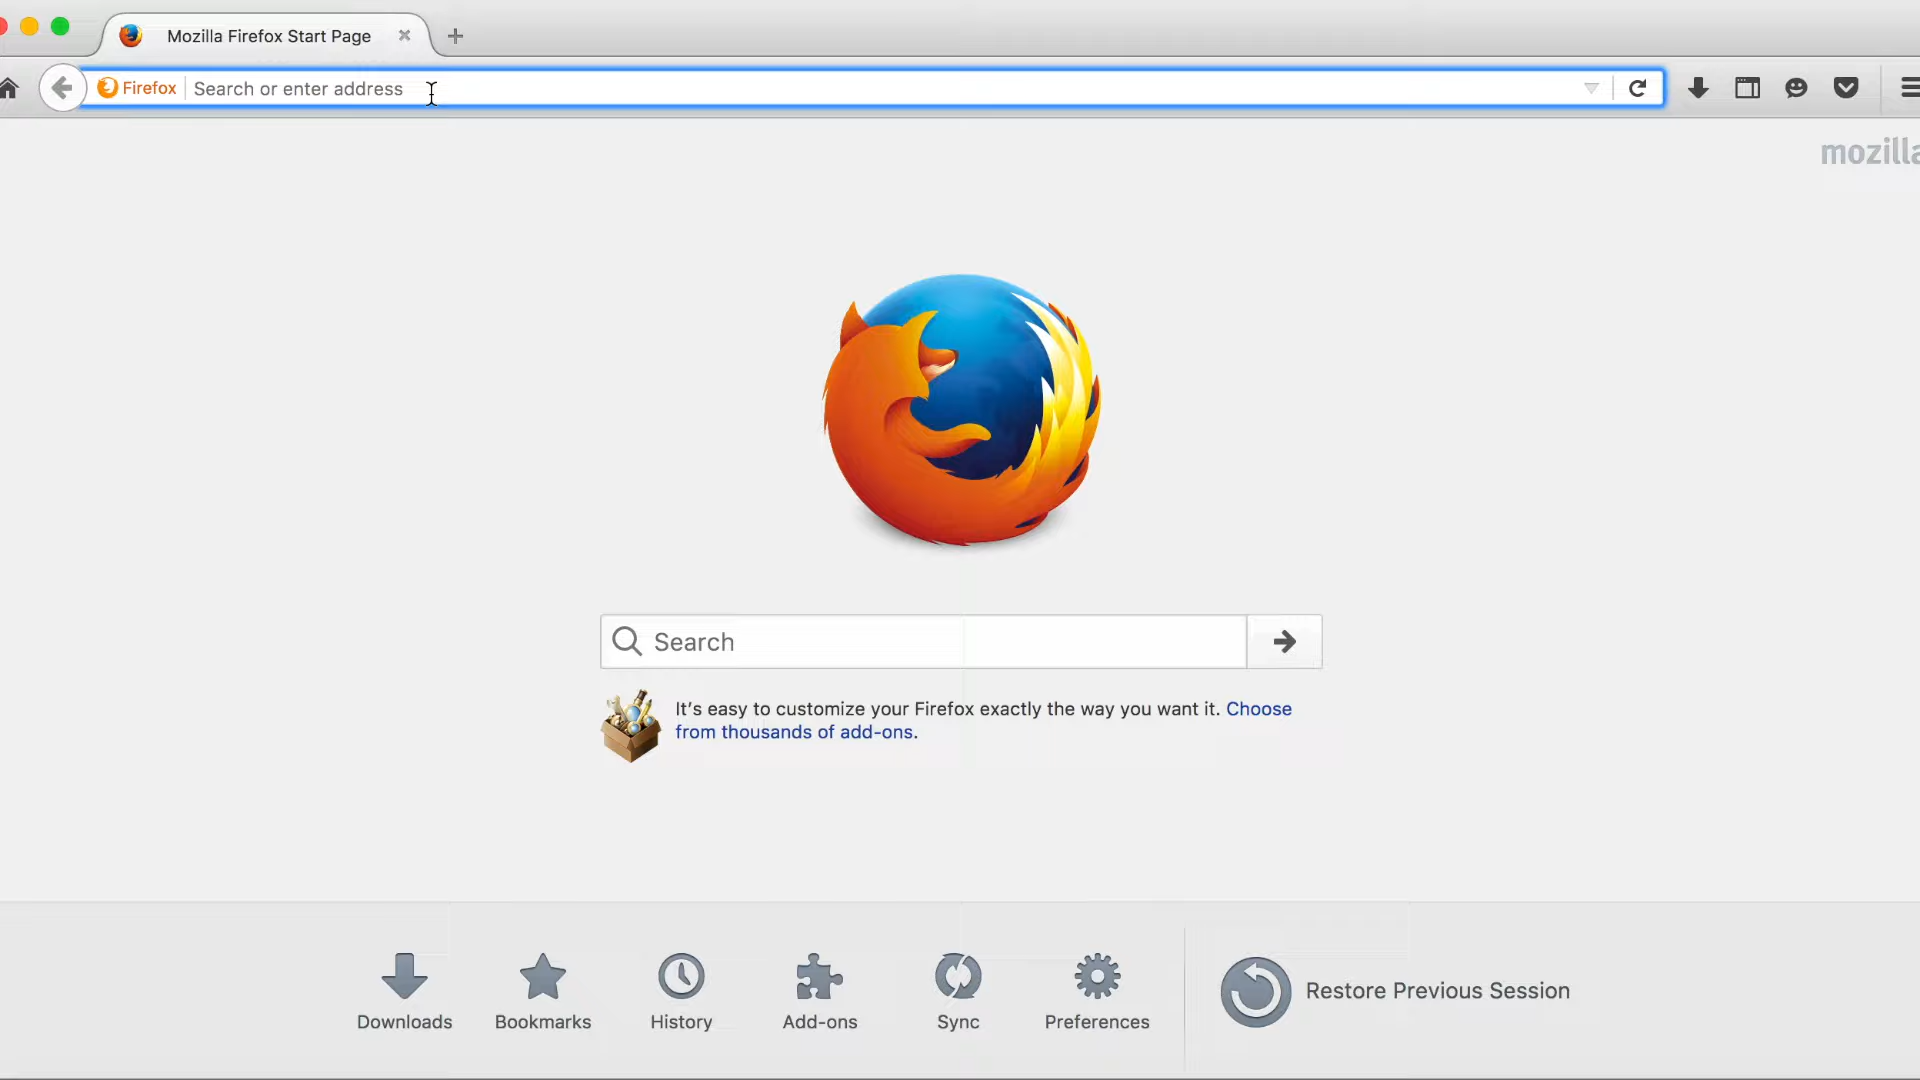 Mozilla Firefox Start Page
Firefox Search or enter address
mozilla
Search
It’s easy to customize your Firefox exactly the way you want it. Choose
from thousands of add-ons.
Downloads
Bookmarks
History
Add-ons
Sync
Preferences
Restore Previous Session